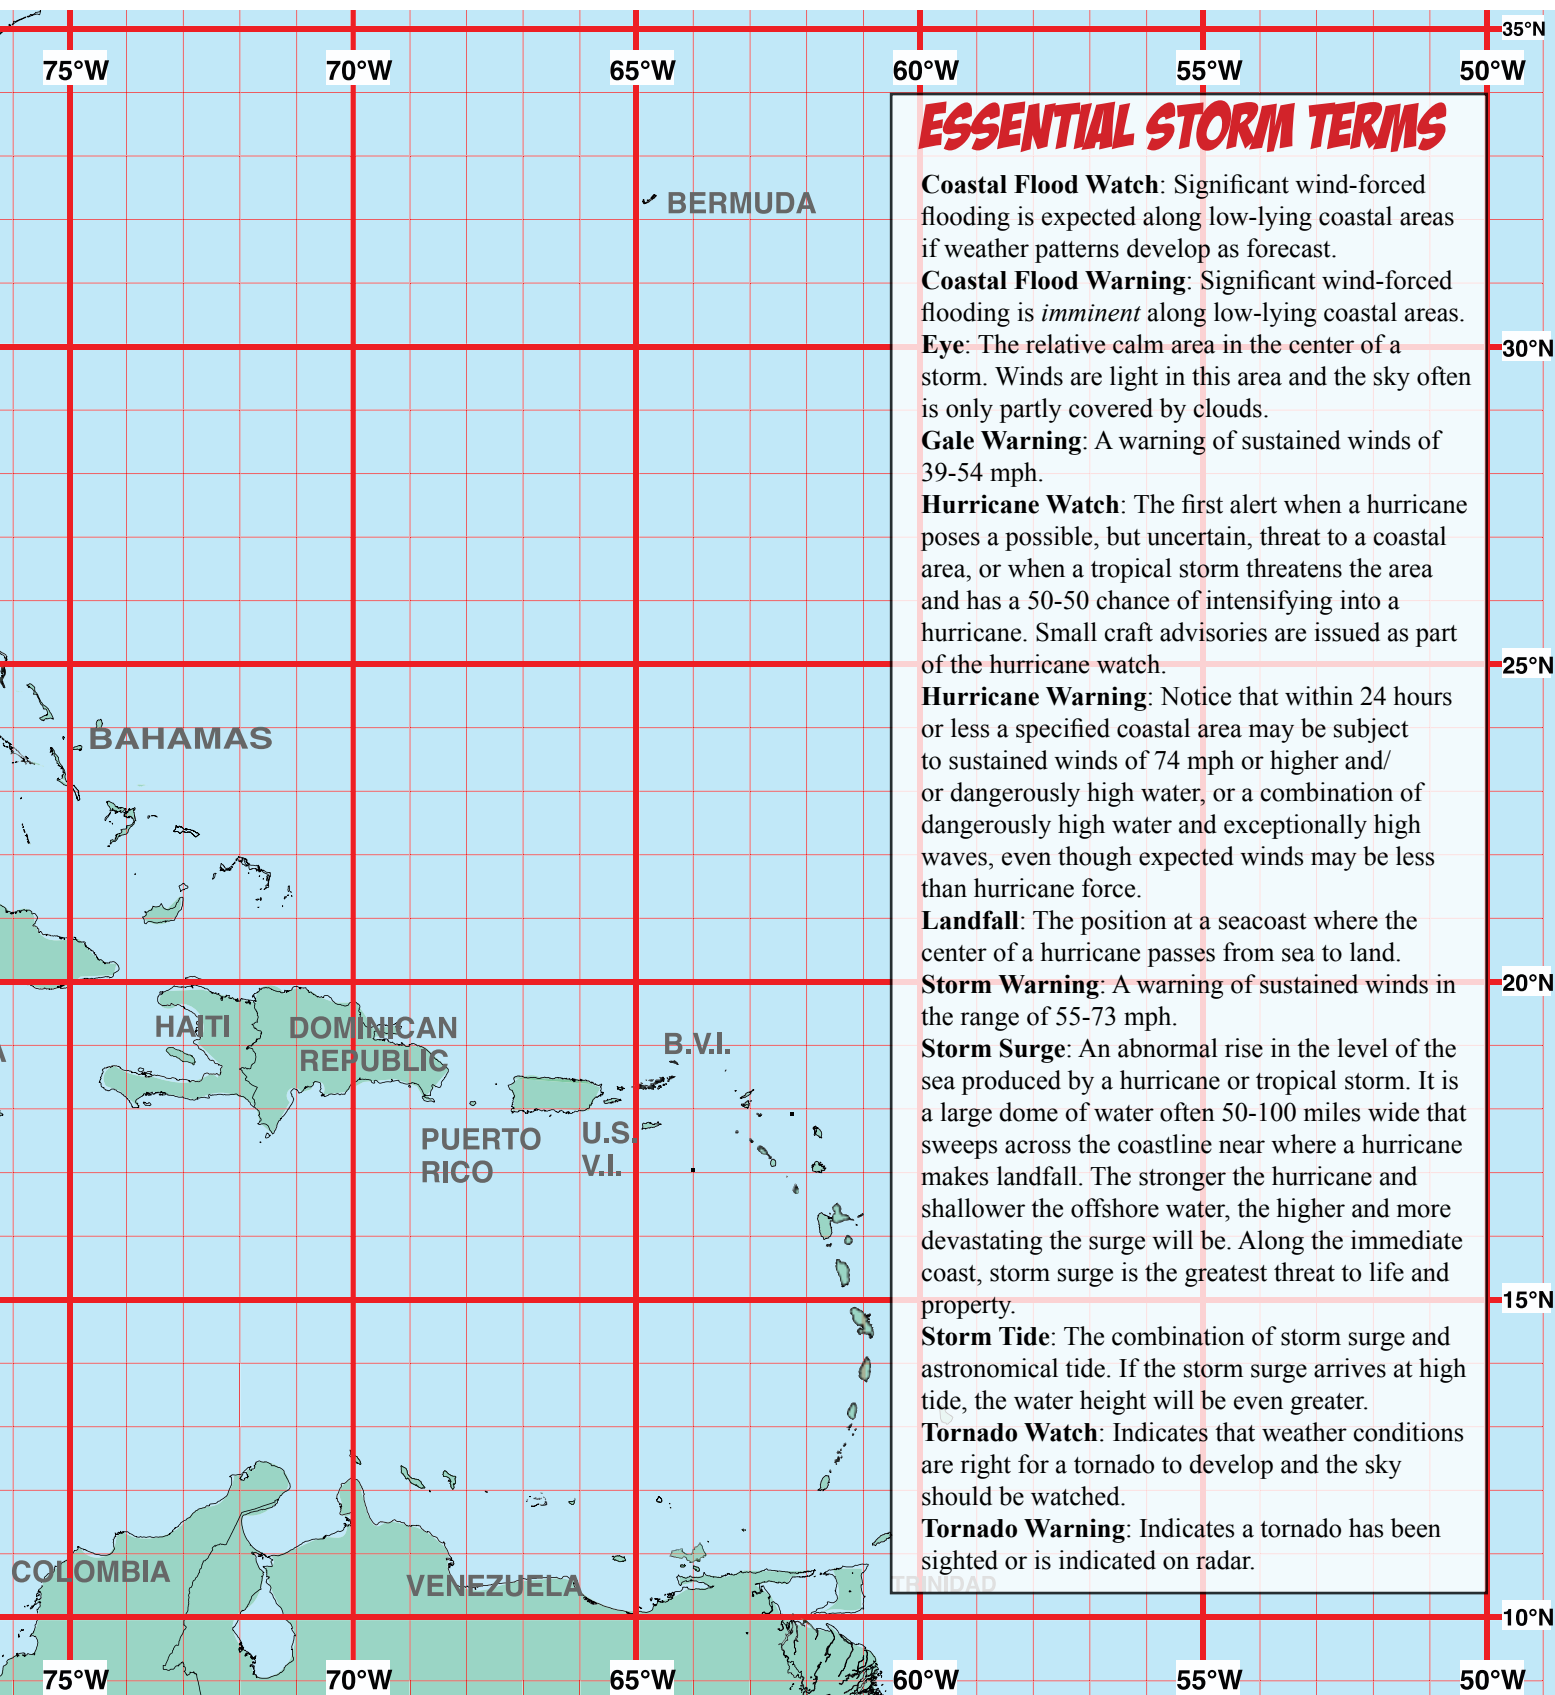 35°N
75°W 70°W 65°W 60°W 55°W 50°W
ESSENTIAL STORM TERMS
Coastal Flood Watch: Significant wind-forced
flooding is expected along low-lying coastal areas
if weather patterns develop as forecast.
Coastal Flood Warning: Significant wind-forced
flooding is imminent along low-lying coastal areas.
Eye: The relative calm area in the center of a
storm. Winds are light in this area and the sky often
is only partly covered by clouds.
Gale Warning: A warning of sustained winds of
39-54 mph.
Hurricane Watch: The first alert when a hurricane
poses a possible, but uncertain, threat to a coastal
area, or when a tropical storm threatens the area
and has a 50-50 chance of intensifying into a
hurricane. Small craft advisories are issued as part
of the hurricane watch.
Hurricane Warning: Notice that within 24 hours
or less a specified coastal area may be subject
to sustained winds of 74 mph or higher and/
or dangerously high water, or a combination of
dangerously high water and exceptionally high
waves, even though expected winds may be less
than hurricane force.
Landfall: The position at a seacoast where the
center of a hurricane passes from sea to land.
Storm Warning: A warning of sustained winds in
the range of 55-73 mph.
Storm Surge: An abnormal rise in the level of the
sea produced by a hurricane or tropical storm. It is
a large dome of water often 50-100 miles wide that
sweeps across the coastline near where a hurricane
makes landfall. The stronger the hurricane and
shallower the offshore water, the higher and more
devastating the surge will be. Along the immediate
coast, storm surge is the greatest threat to life and
property.
Storm Tide: The combination of storm surge and
astronomical tide. If the storm surge arrives at high
tide, the water height will be even greater.
Tornado Watch: Indicates that weather conditions
are right for a tornado to develop and the sky
should be watched.
Tornado Warning: Indicates a tornado has been
sighted or is indicated on radar.
BERMUDA
30°N
25°N
BAHAMAS
20°N
HAITI
DOMINICAN
REPUBLIC
B.V.I.
PUERTO
RICO
U.S.
V.I.
15°N
COLOMBIA
VENEZUELA
TRINIDAD
10°N
75°W 70°W 65°W 60°W 55°W 50°W